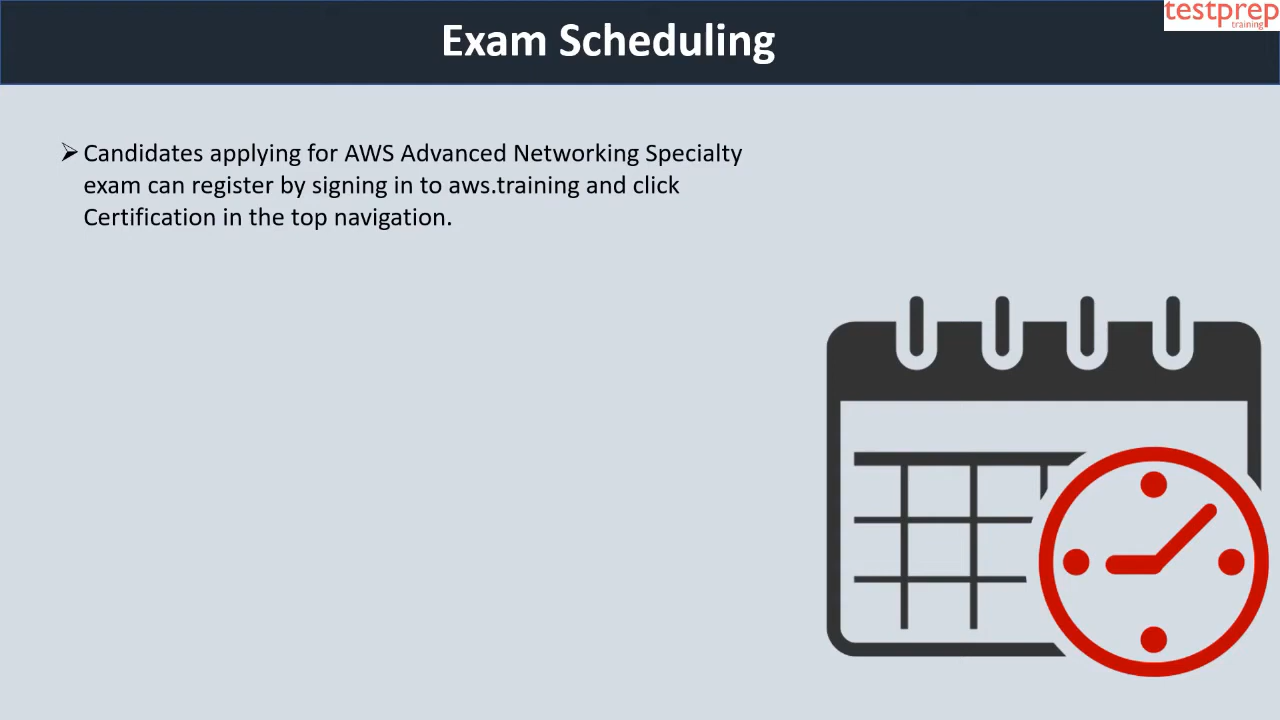 testprep
training
Exam Scheduling
➢ Candidates applying for AWS Advanced Networking Specialty
exam can register by signing in to aws.training and click
Certification in the top navigation.